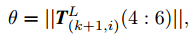 θ = ||T^L_(k+1,i)(4 : 6)||,